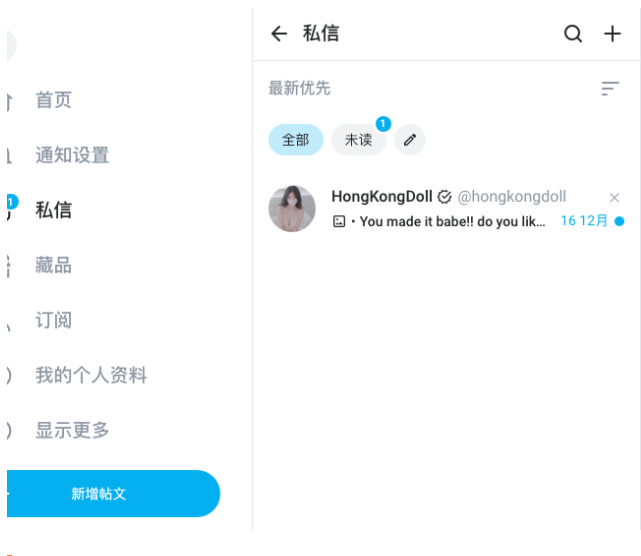 私信
最新优先
全部
未读
1
HongKongDoll @hongkongdoll
· You made it babe!! do you lik... 16 12月
首页
通知设置
1
私信
藏品
订阅
我的个人资料
显示更多
新增帖文